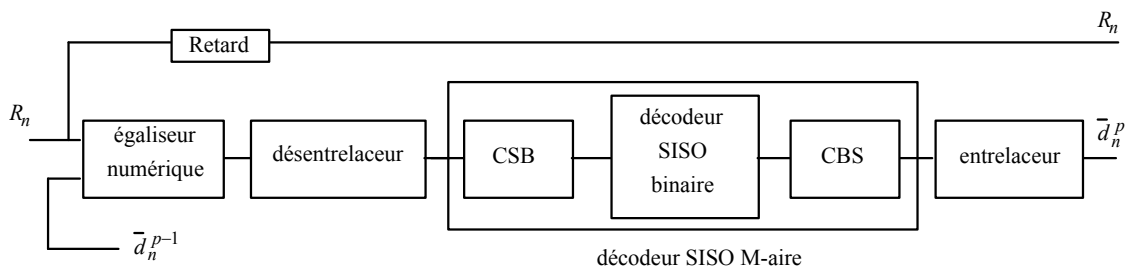 R_n
Retard
R_n
égaliseur
numérique
désentrelaceur
CSB
décodeur
SISO
binaire
CBS
entrelaceur
d̄_n^p
d̄_n^{p−1}
décodeur SISO M-aire